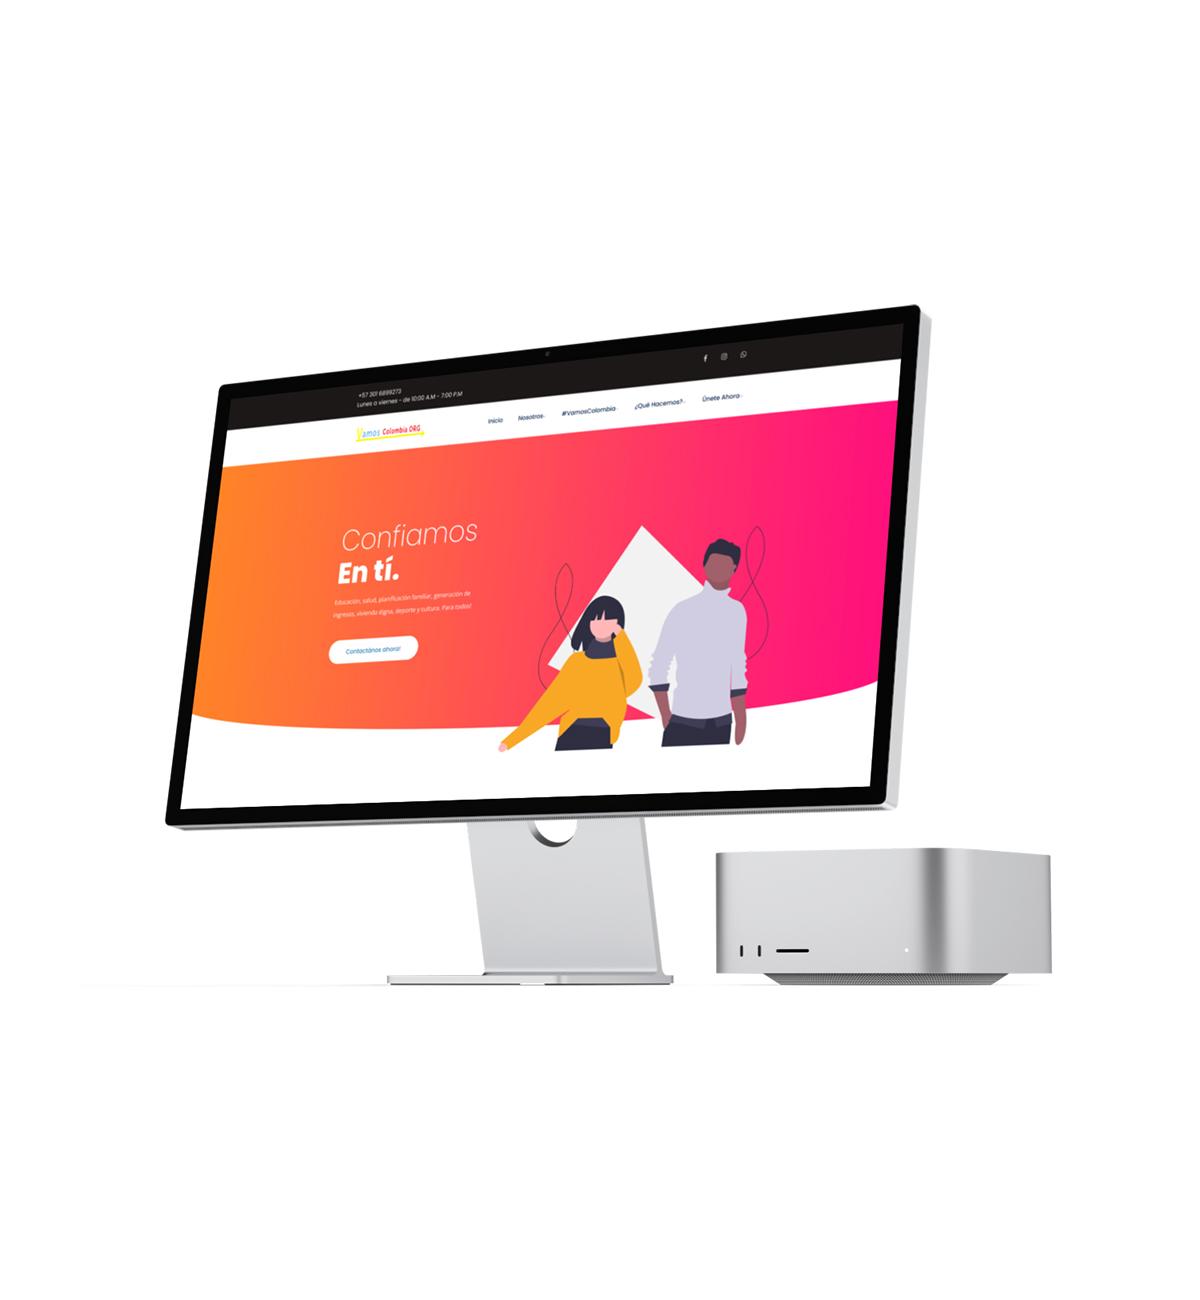 +57 301 6899273
Lunes a viernes - de 10:00 A.M - 7:00 P.M
Vamos Colombia ORG
Inicio Nosotros #VamosColombia ¿Qué Hacemos? Únete Ahora
Confiamos
En tí.
Educación, salud, planificación familiar, generación de
ingresos, vivienda digna, deporte y cultura. Para todos!
Contactános ahora!